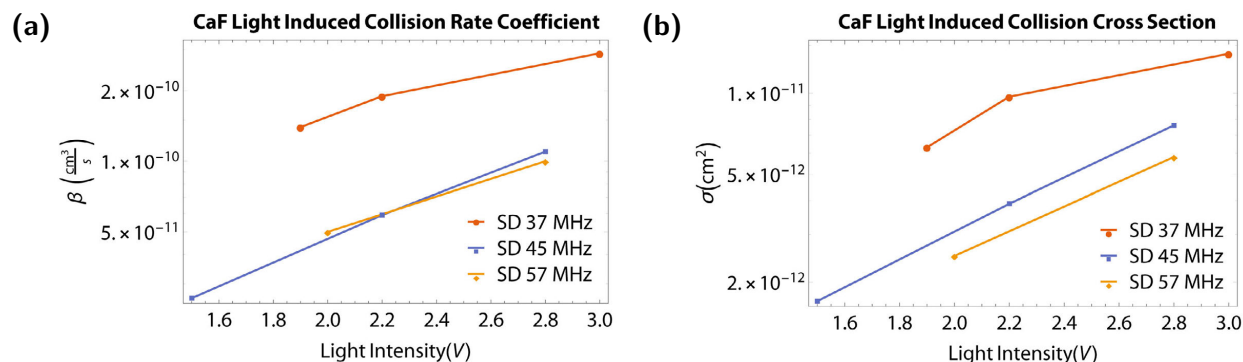 (a)
CaF Light Induced Collision Rate Coefficient
β (cm³/s)
2.×10⁻¹⁰
1.×10⁻¹⁰
5.×10⁻¹¹
SD 37 MHz
SD 45 MHz
SD 57 MHz
1.6 1.8 2.0 2.2 2.4 2.6 2.8 3.0
Light Intensity(V)
(b)
CaF Light Induced Collision Cross Section
σ(cm²)
1.×10⁻¹¹
5.×10⁻¹²
2.×10⁻¹²
SD 37 MHz
SD 45 MHz
SD 57 MHz
1.6 1.8 2.0 2.2 2.4 2.6 2.8 3.0
Light Intensity(V)